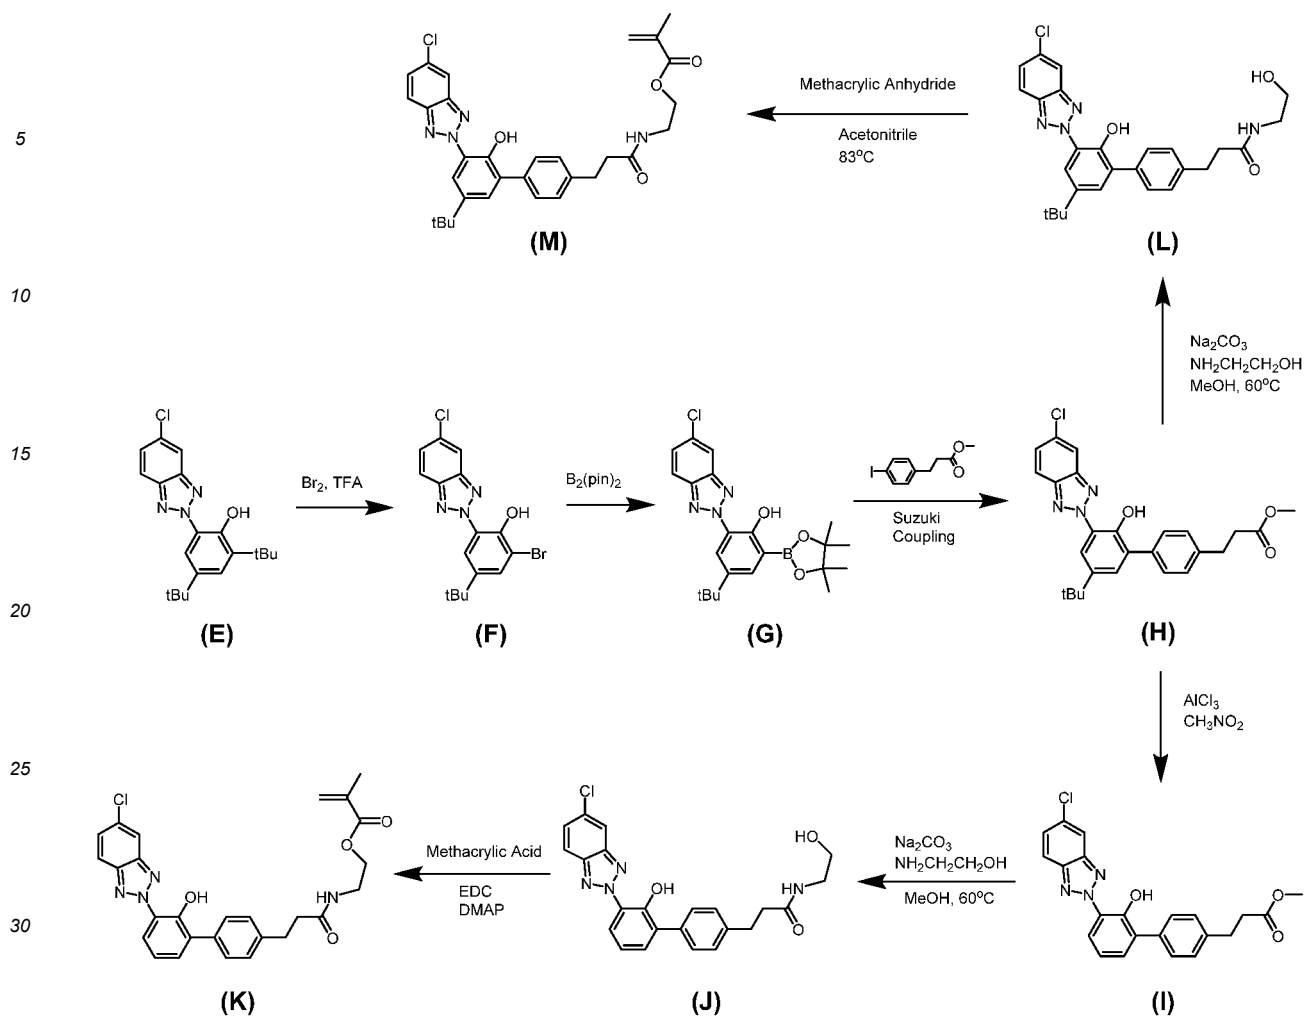 Cl
N
N
N
OH
tBu
O
O
HN
O
(M)
Methacrylic Anhydride
Acetonitrile
83°C
Cl
N
N
N
OH
tBu
HO
HN
O
(L)
5
10
Na₂CO₃
NH₂CH₂CH₂OH
MeOH, 60°C
15
Cl
N
N
N
OH
tBu
tBu
(E)
Br₂, TFA
Cl
N
N
N
OH
Br
tBu
(F)
B₂(pin)₂
Cl
N
N
N
OH
B
O
O
tBu
(G)
I
O
O
Suzuki
Coupling
Cl
N
N
N
OH
tBu
O
O
(H)
20
AlCl₃
CH₃NO₂
25
Cl
N
N
N
OH
O
O
HN
O
(K)
Methacrylic Acid
EDC
DMAP
Cl
N
N
N
OH
HO
HN
O
(J)
Na₂CO₃
NH₂CH₂CH₂OH
MeOH, 60°C
Cl
N
N
N
OH
O
O
(I)
30